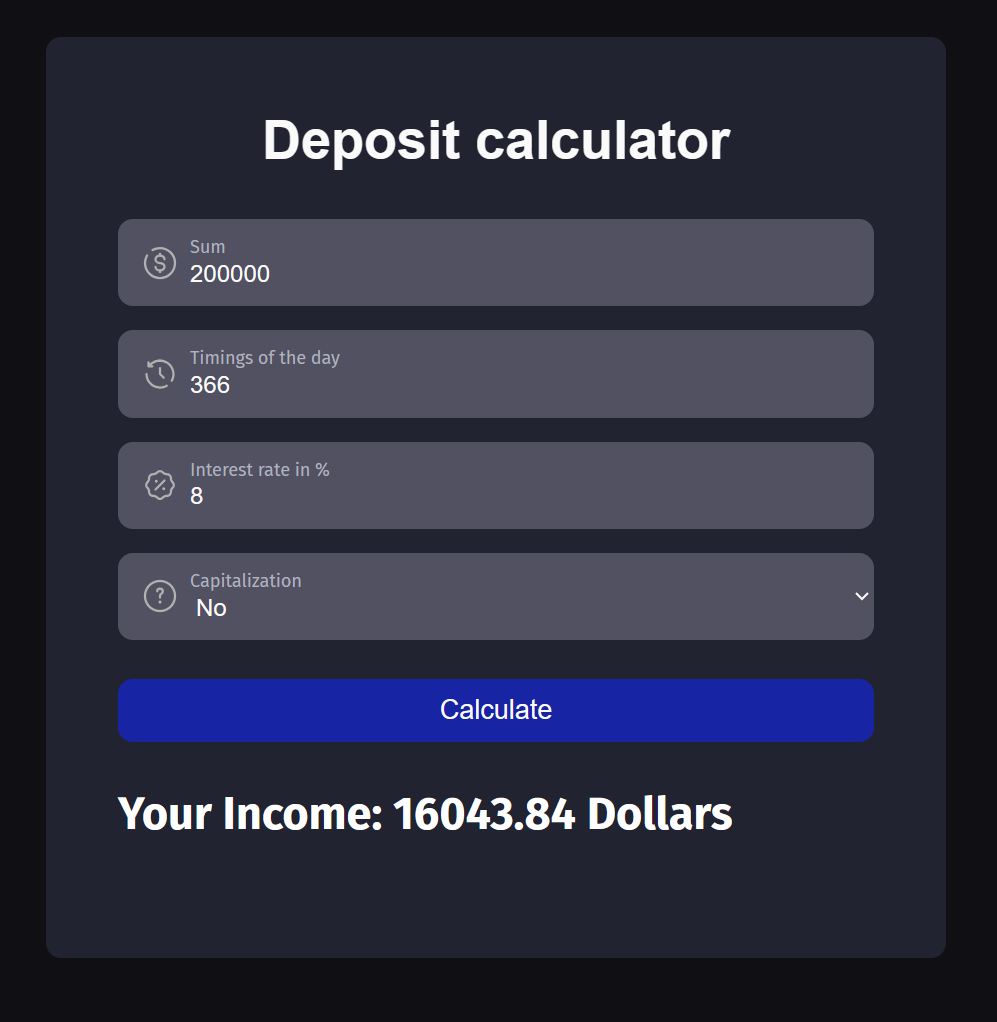 Deposit calculator
Sum
200000
Timings of the day
366
Interest rate in %
8
Capitalization
No
Calculate
Your Income: 16043.84 Dollars